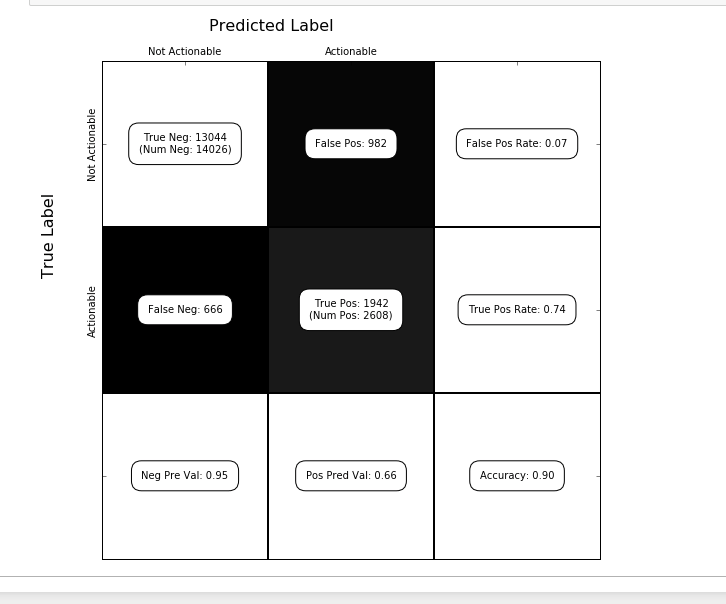 Predicted Label
Not Actionable
Actionable
True Label
Not Actionable
True Neg: 13044
(Num Neg: 14026)
False Pos: 982
False Pos Rate: 0.07
Actionable
False Neg: 666
True Pos: 1942
(Num Pos: 2608)
True Pos Rate: 0.74
Neg Pre Val: 0.95
Pos Pred Val: 0.66
Accuracy: 0.90